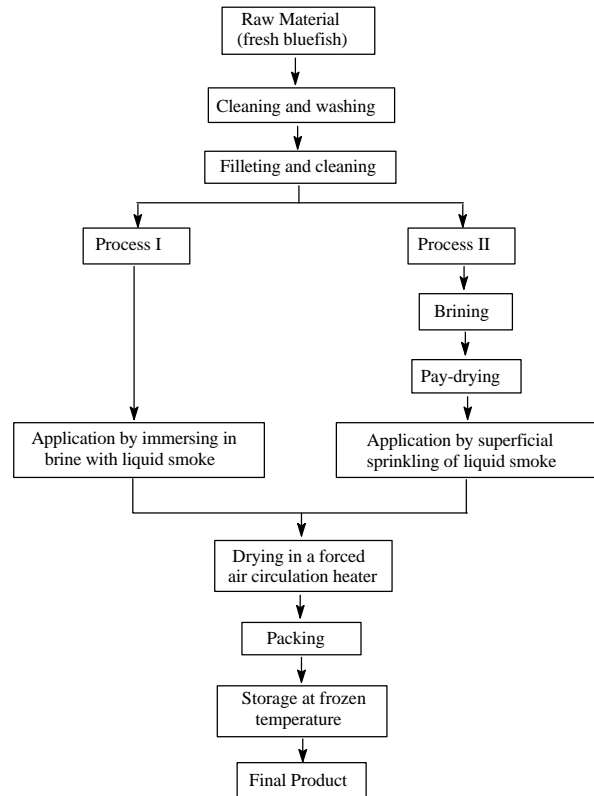 Raw Material
(fresh bluefish)
Cleaning and washing
Filleting and cleaning
Process I
Process II
Brining
Pay-drying
Application by immersing in
brine with liquid smoke
Application by superficial
sprinkling of liquid smoke
Drying in a forced
air circulation heater
Packing
Storage at frozen
temperature
Final Product